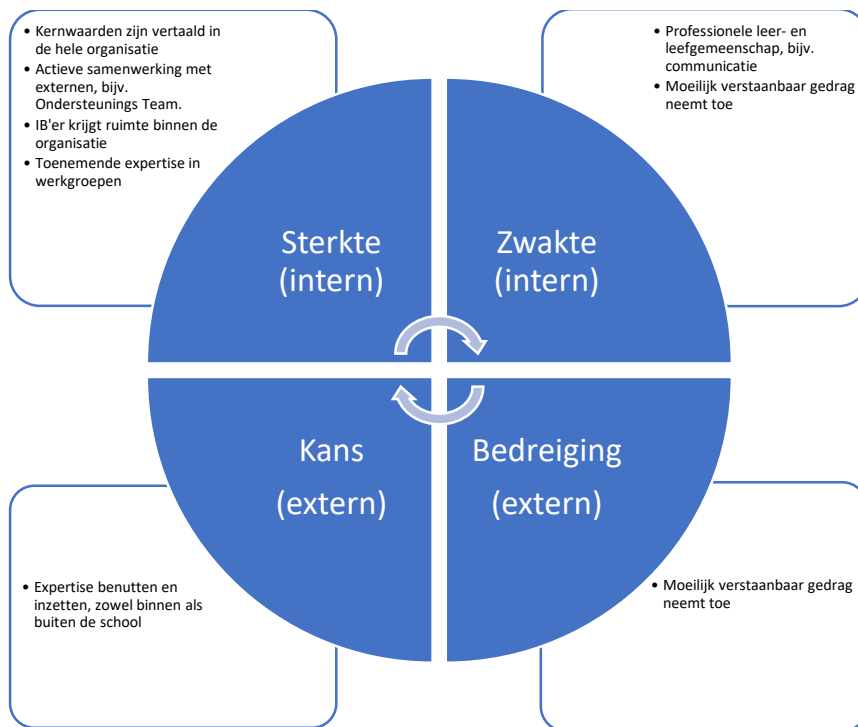 • Kernwaarden zijn vertaald in
de hele organisatie
• Actieve samenwerking met
externen, bijv.
Ondersteunings Team.
• IB'er krijgt ruimte binnen de
organisatie
• Toenemende expertise in
werkgroepen
• Professionele leer- en
leefgemeenschap, bijv.
communicatie
• Moeilijk verstaanbaar gedrag
neemt toe
Sterkte
(intern)
Zwakte
(intern)
Kans
(extern)
Bedreiging
(extern)
• Expertise benutten en
inzetten, zowel binnen als
buiten de school
• Moeilijk verstaanbaar gedrag
neemt toe